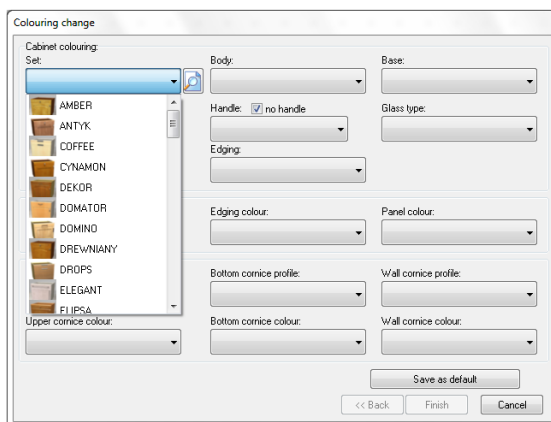 Colouring change
Cabinet colouring:
Set:
Body:
Base:
AMBER
ANTYK
COFFEE
CYNAMON
DEKOR
DOMATOR
DOMINO
DREWNIANY
DROPS
ELEGANT
ELIPSA
Handle: no handle
Glass type:
Edging:
Edging colour:
Panel colour:
Bottom cornice profile:
Wall cornice profile:
Upper cornice colour:
Bottom cornice colour:
Wall cornice colour:
Save as default
<< Back
Finish
Cancel